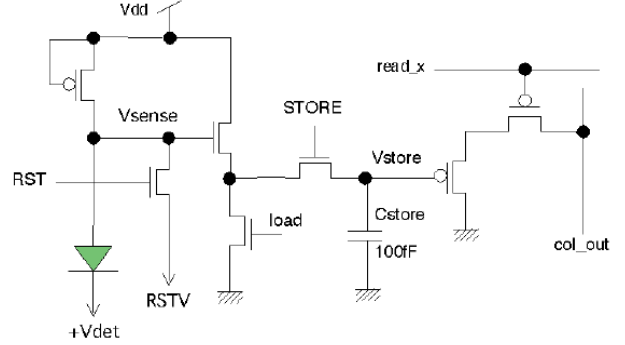 Vdd
read_x
Vsense
STORE
Vstore
RST
load
Cstore
100fF
col_out
RSTV
+Vdet